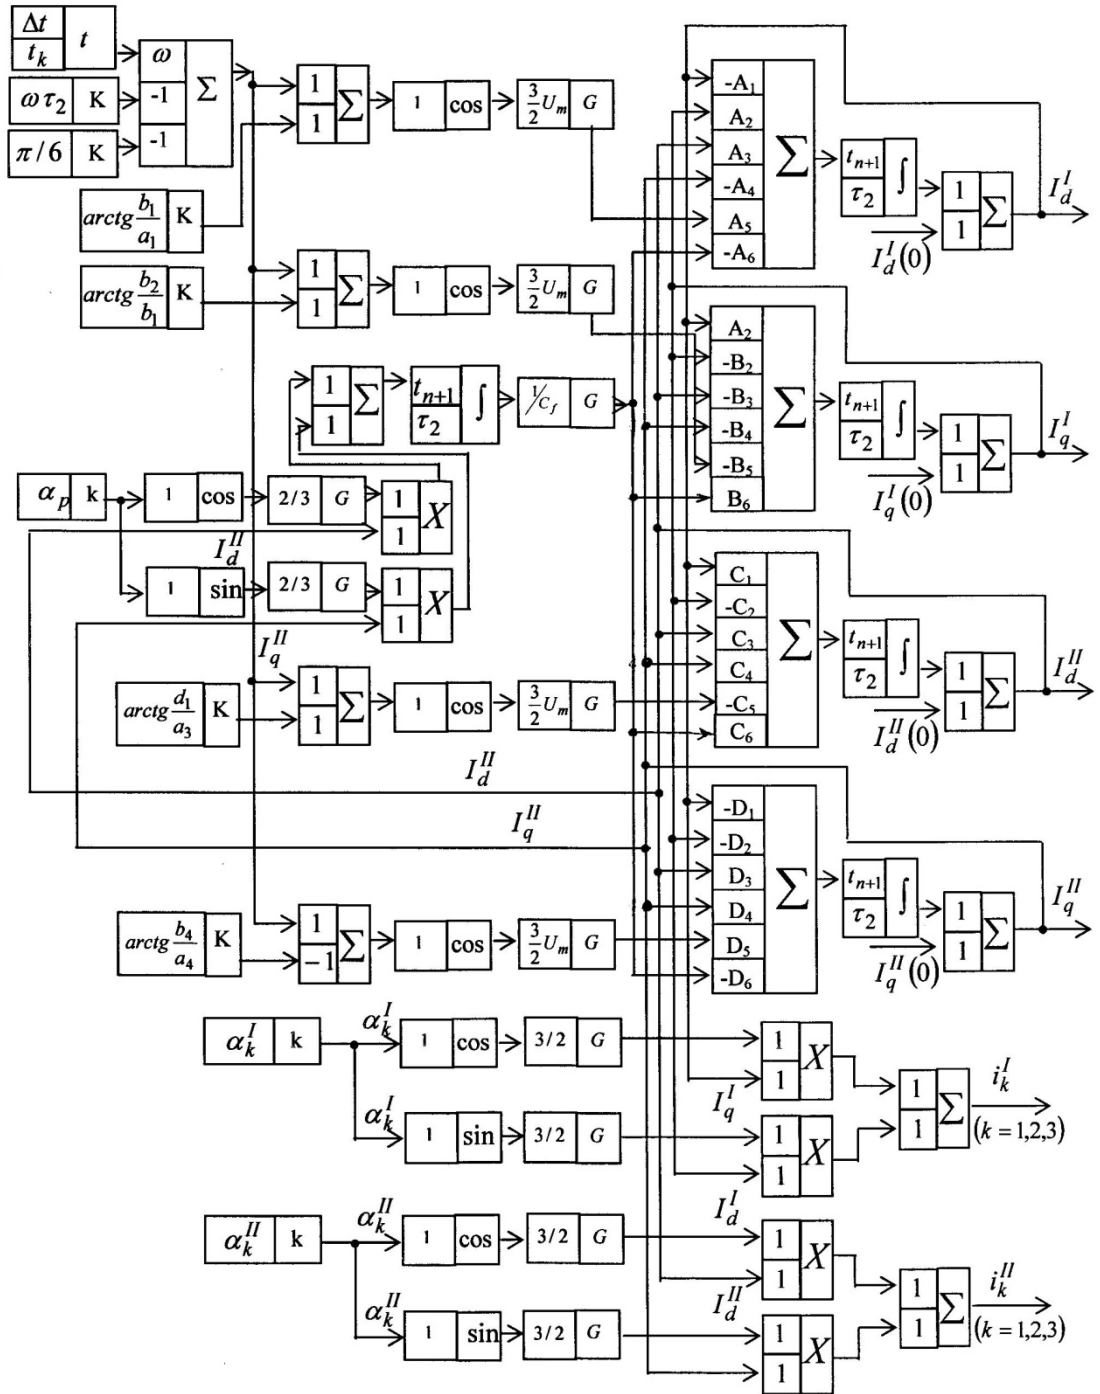 Δt t
t_k
ω
ωτ₂ K -1 Σ
π/6 K -1
1 Σ 1 cos 3/2 U_m G
1
arctg b₁/a₁ K
-A₁
A₂
A₃
-A₄
A₅
-A₆
Σ
t_{n+1} ∫
τ₂
1 Σ
1
I_d^I
I_d^I(0)
arctg b₂/b₁ K
1 Σ 1 cos 3/2 U_m G
1
A₂
-B₂
-B₃
-B₄
-B₅
B₆
Σ
t_{n+1} ∫
τ₂
1 Σ
1
I_q^I
I_q^I(0)
1 Σ t_{n+1} ∫ 1/C_f G
1 τ₂
α_p k 1 cos 2/3 G 1 X
1
I_d^II
1 sin 2/3 G 1 X
1
I_q^II
C₁
-C₂
C₃
4
C₄
-C₅
C₆
Σ
t_{n+1} ∫
τ₂
1 Σ
1
I_d^II
I_d^II(0)
arctg d₁/a₃ K
1 Σ 1 cos 3/2 U_m G
1
I_d^II
I_q^II
-D₁
-D₂
D₃
D₄
D₅
-D₆
Σ
t_{n+1} ∫
τ₂
1 Σ
1
I_q^II
I_q^II(0)
arctg b₄/a₄ K
1 Σ 1 cos 3/2 U_m G
-1
α_k^I k α_k^I 1 cos 3/2 G 1 X
1
I_q^I
α_k^I 1 sin 3/2 G 1 X
1
1 Σ i_k^I
1 (k = 1,2,3)
I_d^I
α_k^II k α_k^II 1 cos 3/2 G 1 X
1
I_d^II
α_k^II 1 sin 3/2 G 1 X
1
1 Σ i_k^II
1 (k = 1,2,3)